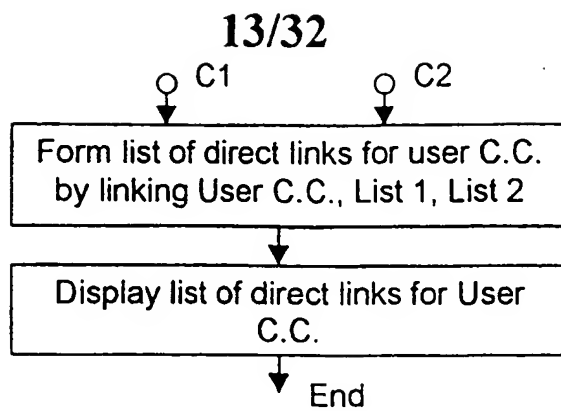 13/32
C1 C2
Form list of direct links for user C.C.
by linking User C.C., List 1, List 2
Display list of direct links for User
C.C.
End